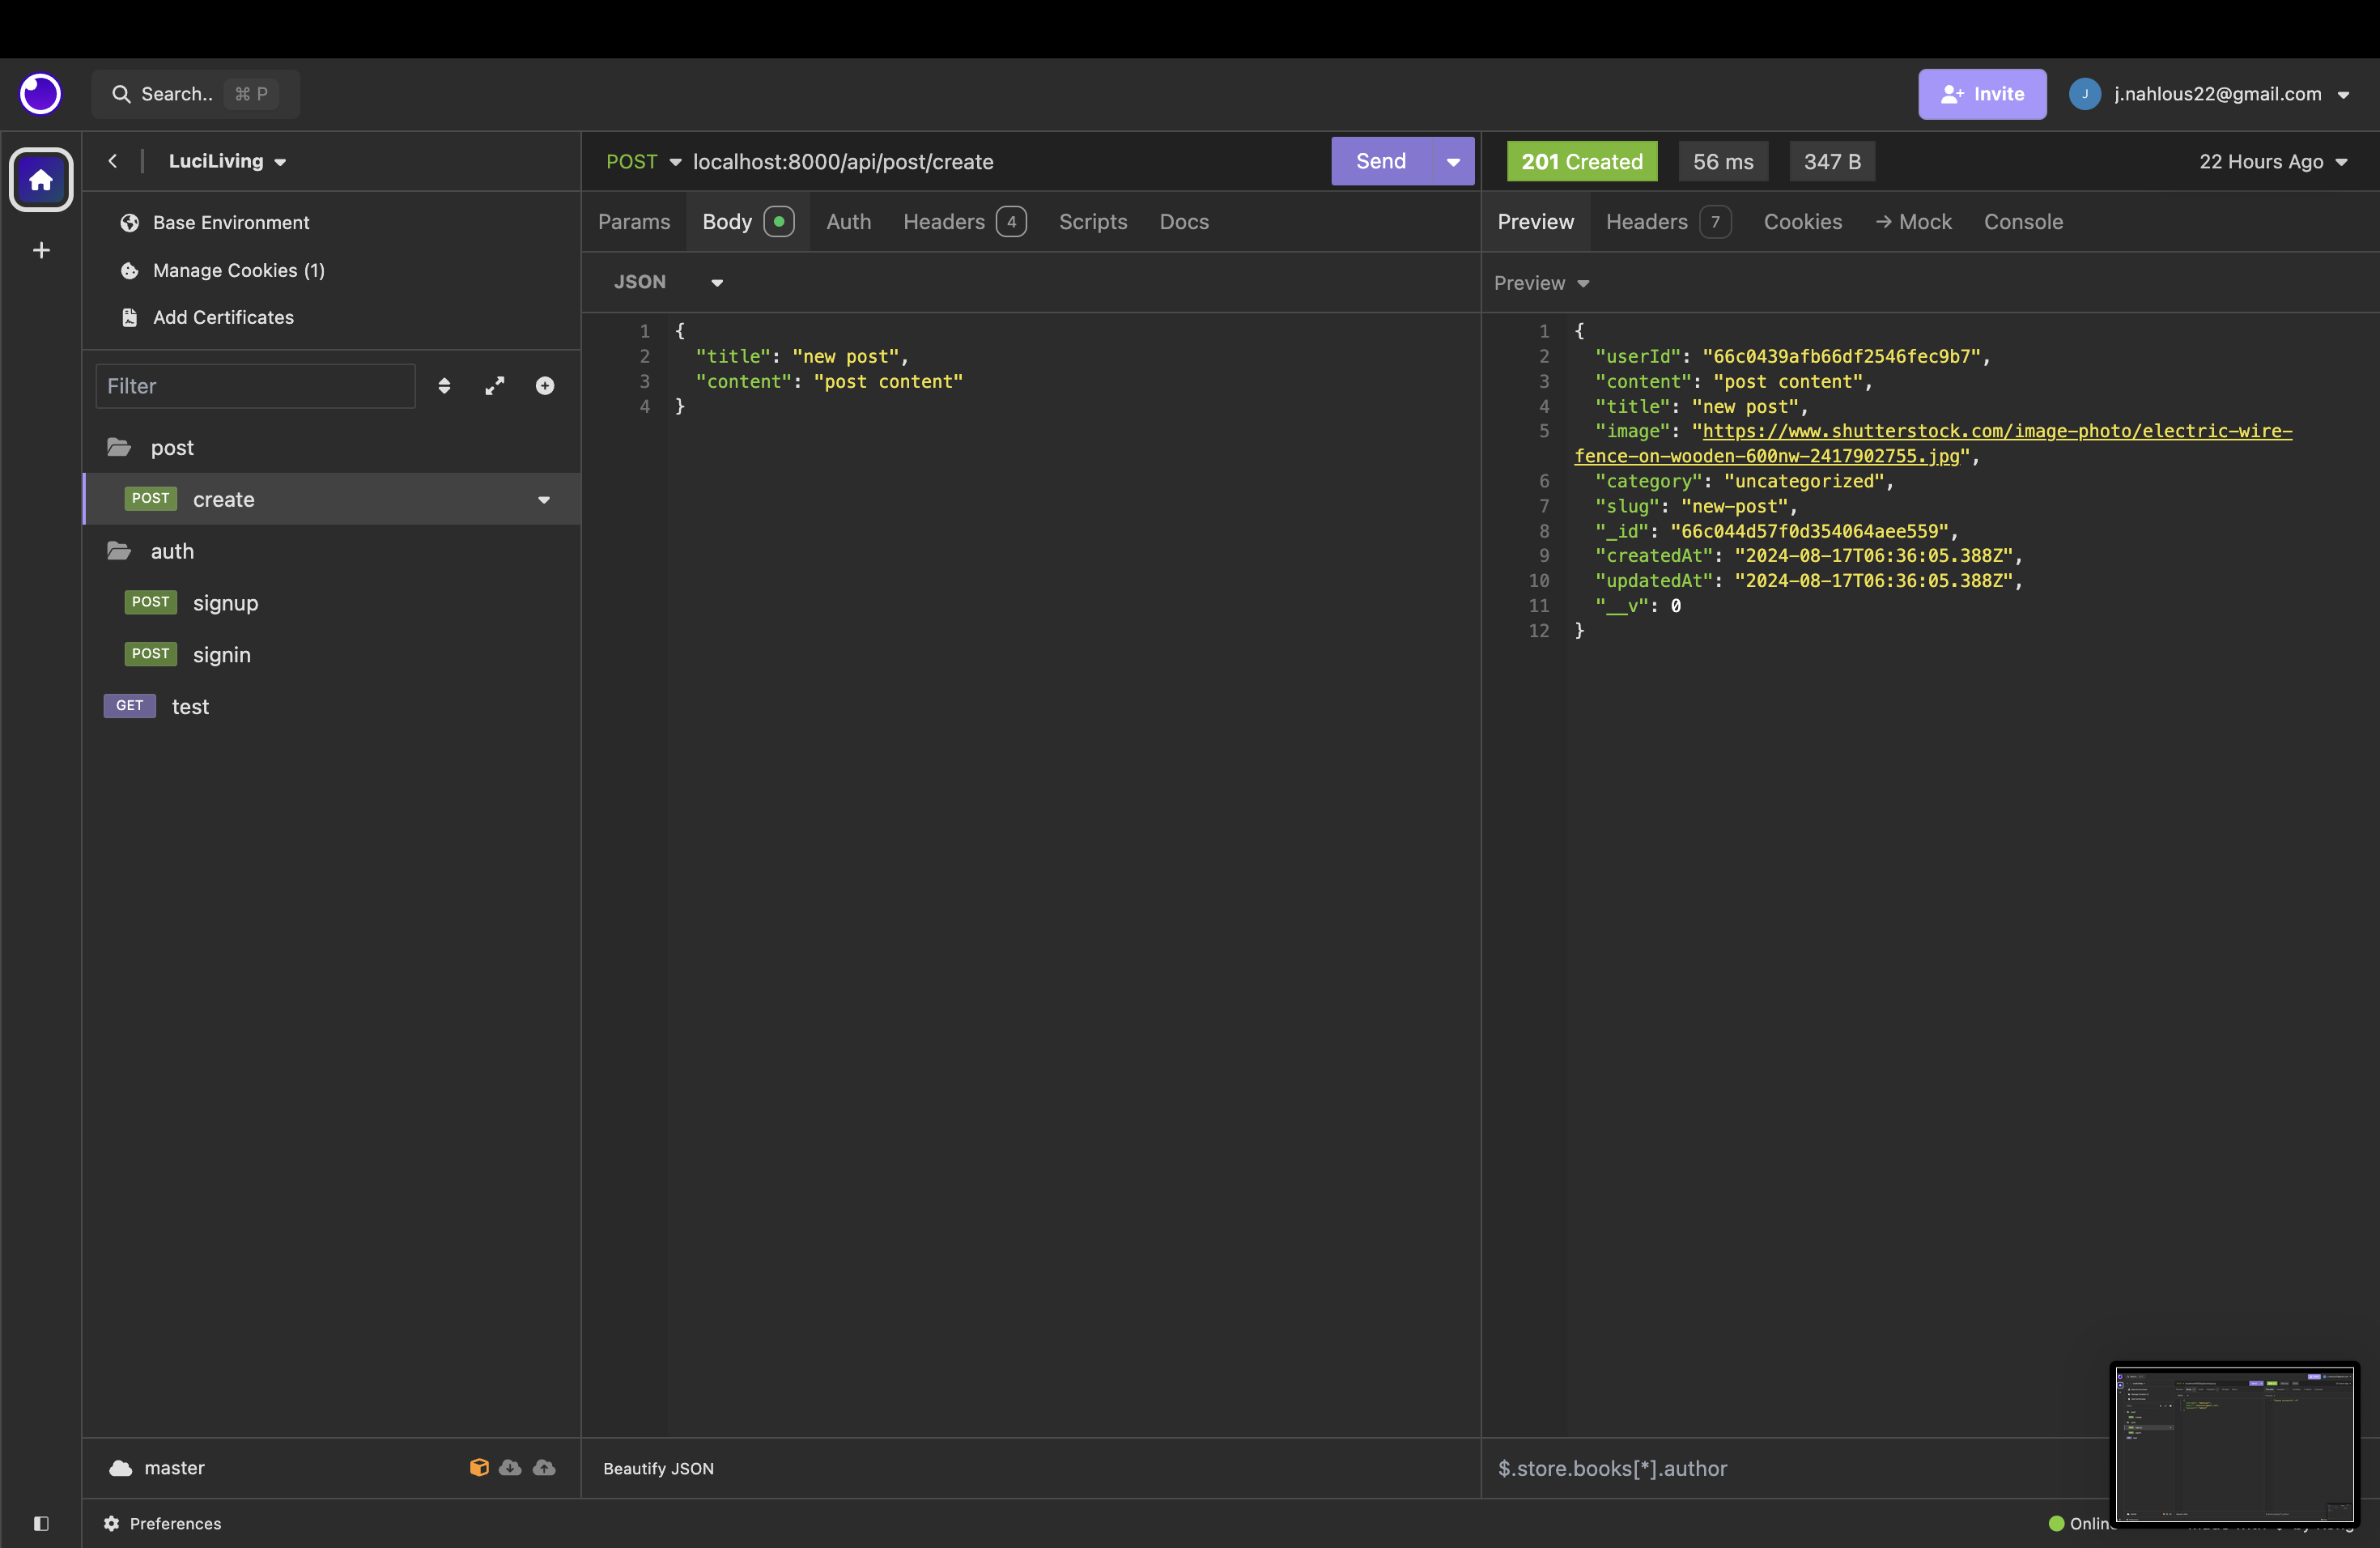 Search.. ⌘ P
Invite
J
j.nahlous22@gmail.com
LuciLiving
Base Environment
Manage Cookies (1)
Add Certificates
Filter
post
POST create
auth
POST signup
POST signin
GET test
master
Preferences
POST localhost:8000/api/post/create
Send
Params Body Auth Headers 4 Scripts Docs
JSON
1 {
2 "title": "new post",
3 "content": "post content"
4 }
Beautify JSON
201 Created 56 ms 347 B 22 Hours Ago
Preview Headers 7 Cookies → Mock Console
Preview
1 {
2 "userId": "66c0439afb66df2546fec9b7",
3 "content": "post content",
4 "title": "new post",
5 "image": "https://www.shutterstock.com/image-photo/electric-wire-
fence-on-wooden-600nw-2417902755.jpg",
6 "category": "uncategorized",
7 "slug": "new-post",
8 "_id": "66c044d57f0d354064aee559",
9 "createdAt": "2024-08-17T06:36:05.388Z",
10 "updatedAt": "2024-08-17T06:36:05.388Z",
11 "__v": 0
12 }
$.store.books[*].author